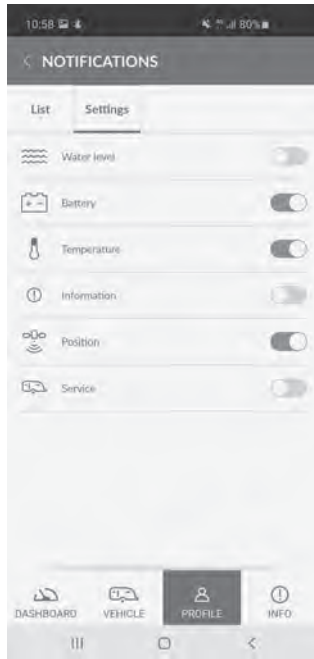 10:58 80%
NOTIFICATIONS
List Settings
Water level
Battery
Temperature
Information
Position
Service
DASHBOARD VEHICLE PROFILE INFO